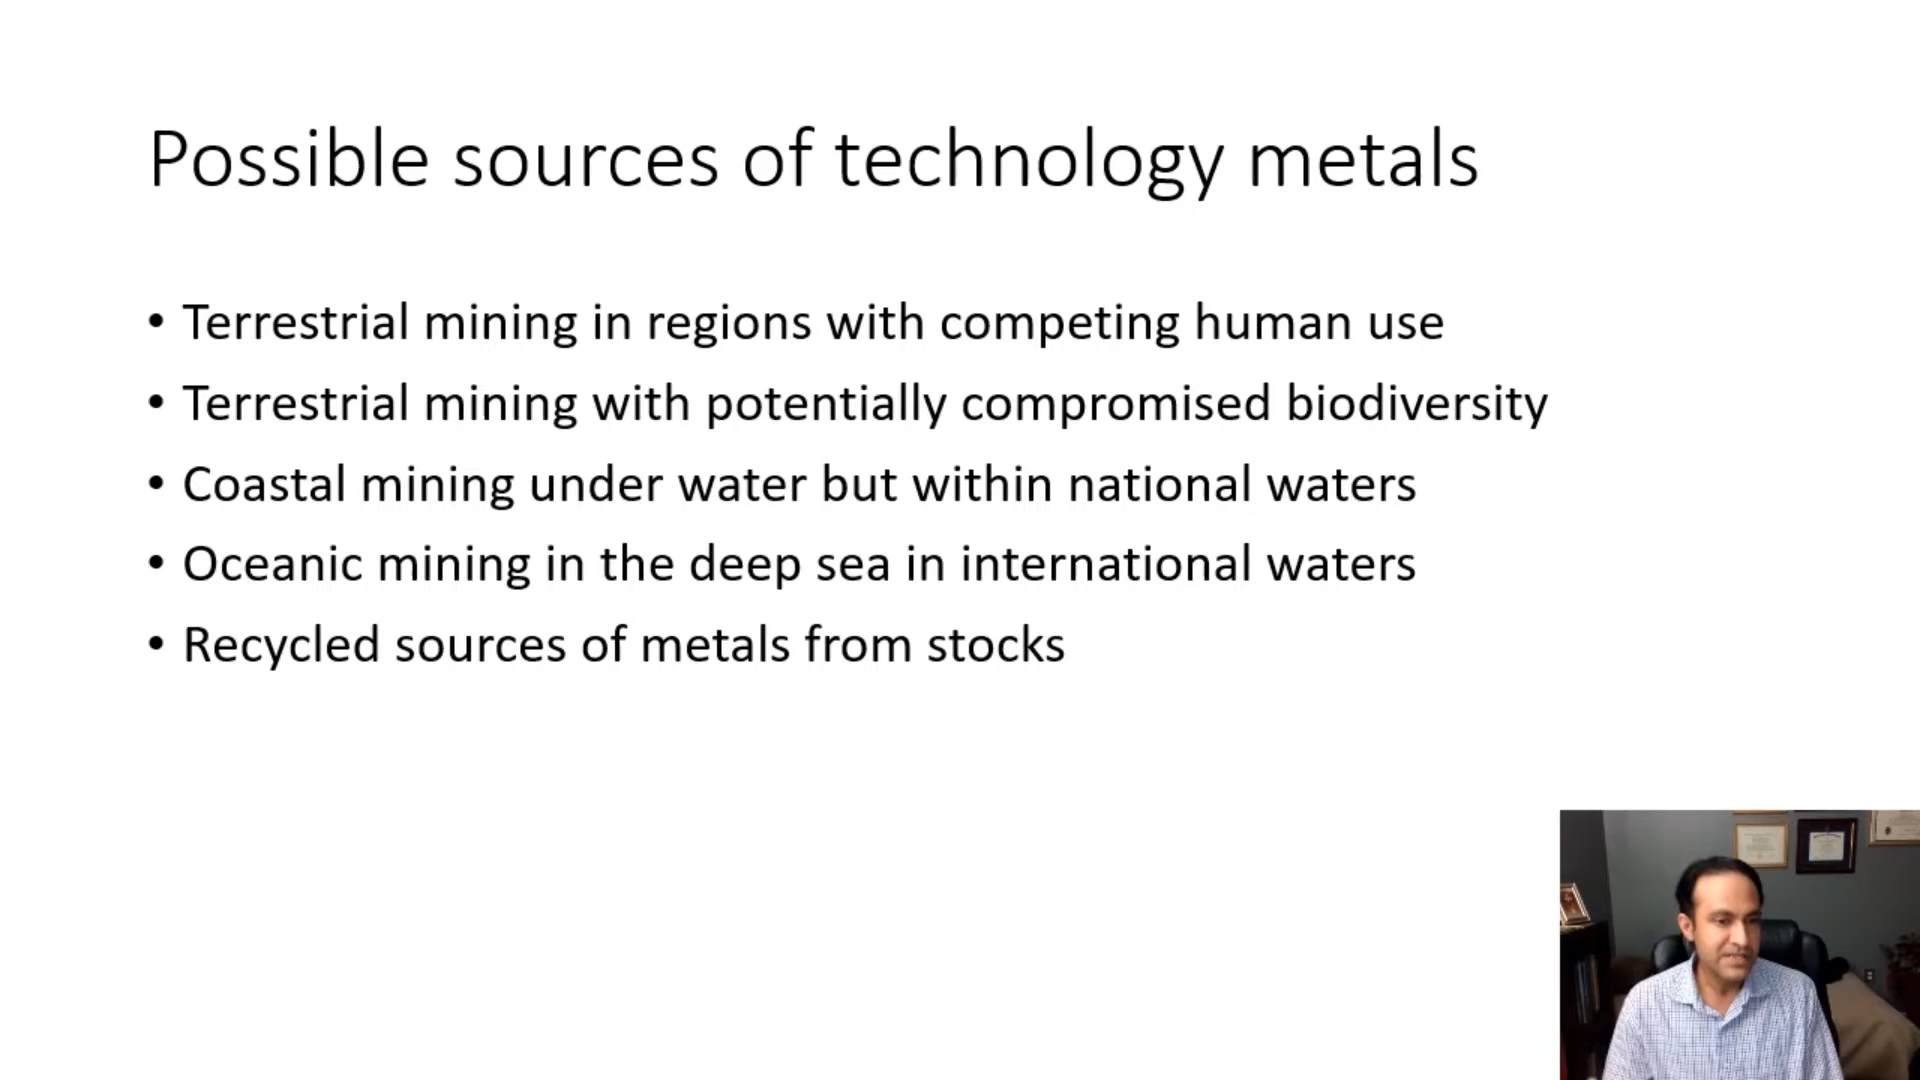 Possible sources of technology metals
• Terrestrial mining in regions with competing human use
• Terrestrial mining with potentially compromised biodiversity
• Coastal mining under water but within national waters
• Oceanic mining in the deep sea in international waters
• Recycled sources of metals from stocks